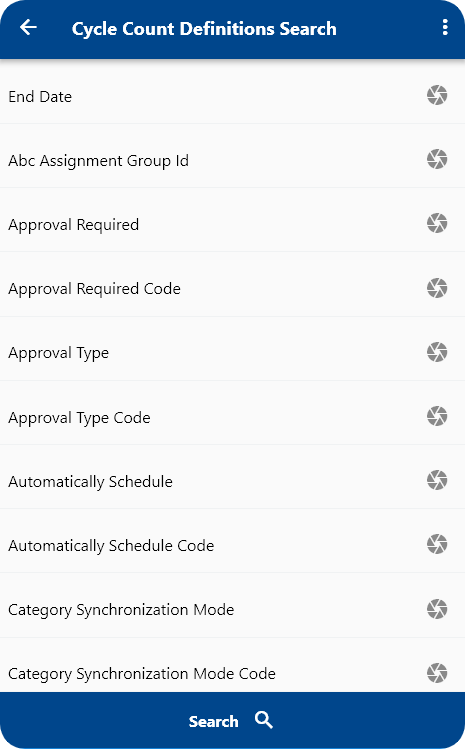 Cycle Count Definitions Search
End Date
Abc Assignment Group Id
Approval Required
Approval Required Code
Approval Type
Approval Type Code
Automatically Schedule
Automatically Schedule Code
Category Synchronization Mode
Category Synchronization Mode Code
Search